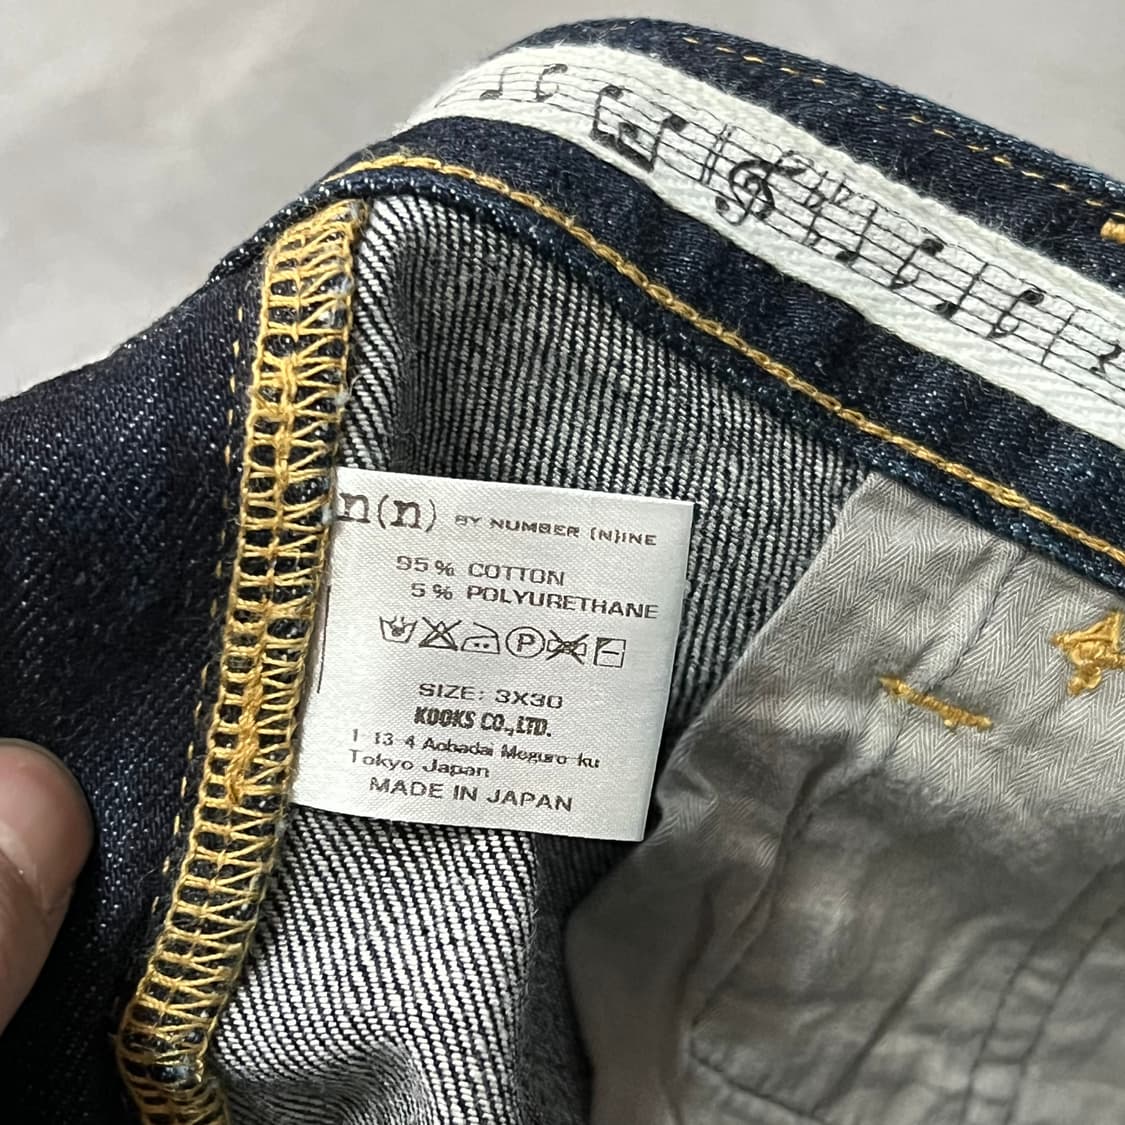 n(n) BY NUMBER (N)INE
95% COTTON
5% POLYURETHANE
P
SIZE: 3X30
KOOKS CO.,LTD.
1-13-4 Aobadai Meguro-ku
Tokyo Japan
MADE IN JAPAN